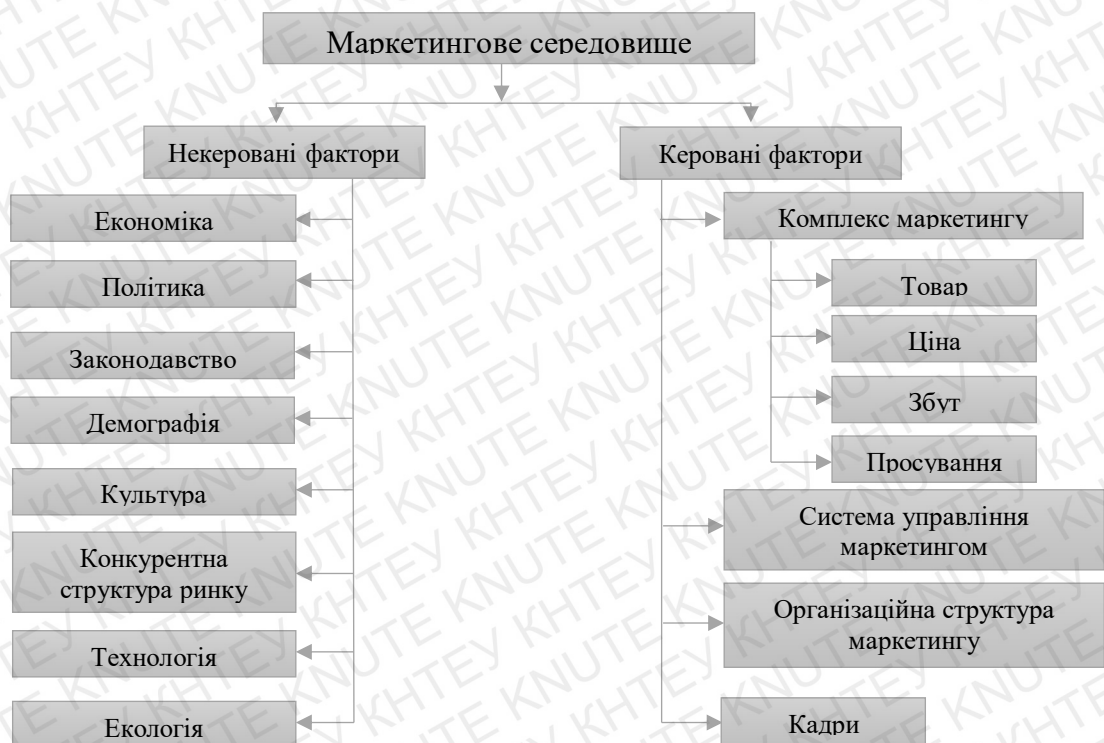 Маркетингове середовище
Некеровані фактори
Економіка
Політика
Законодавство
Демографія
Культура
Конкурентна
структура ринку
Технологія
Екологія
Керовані фактори
Комплекс маркетингу
Товар
Ціна
Збут
Просування
Система управління
маркетингом
Організаційна структура
маркетингу
Кадри